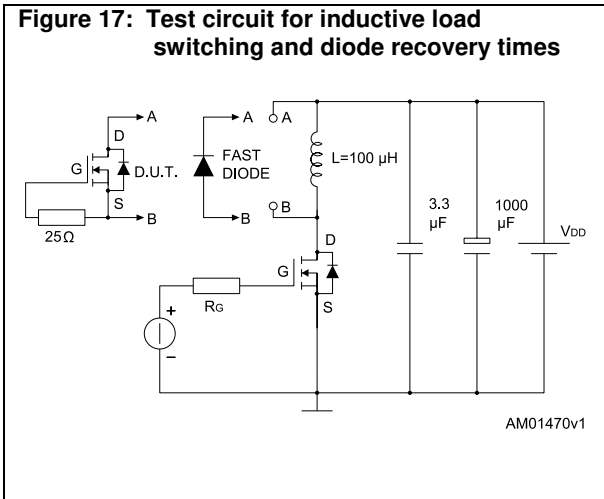 Figure 17: Test circuit for inductive load
switching and diode recovery times
A
D
G
D.U.T.
S
B
25Ω
A
FAST
DIODE
B
A
B
L=100 µH
D
G
S
RG
+
−
3.3
µF
1000
µF
VDD
AM01470v1